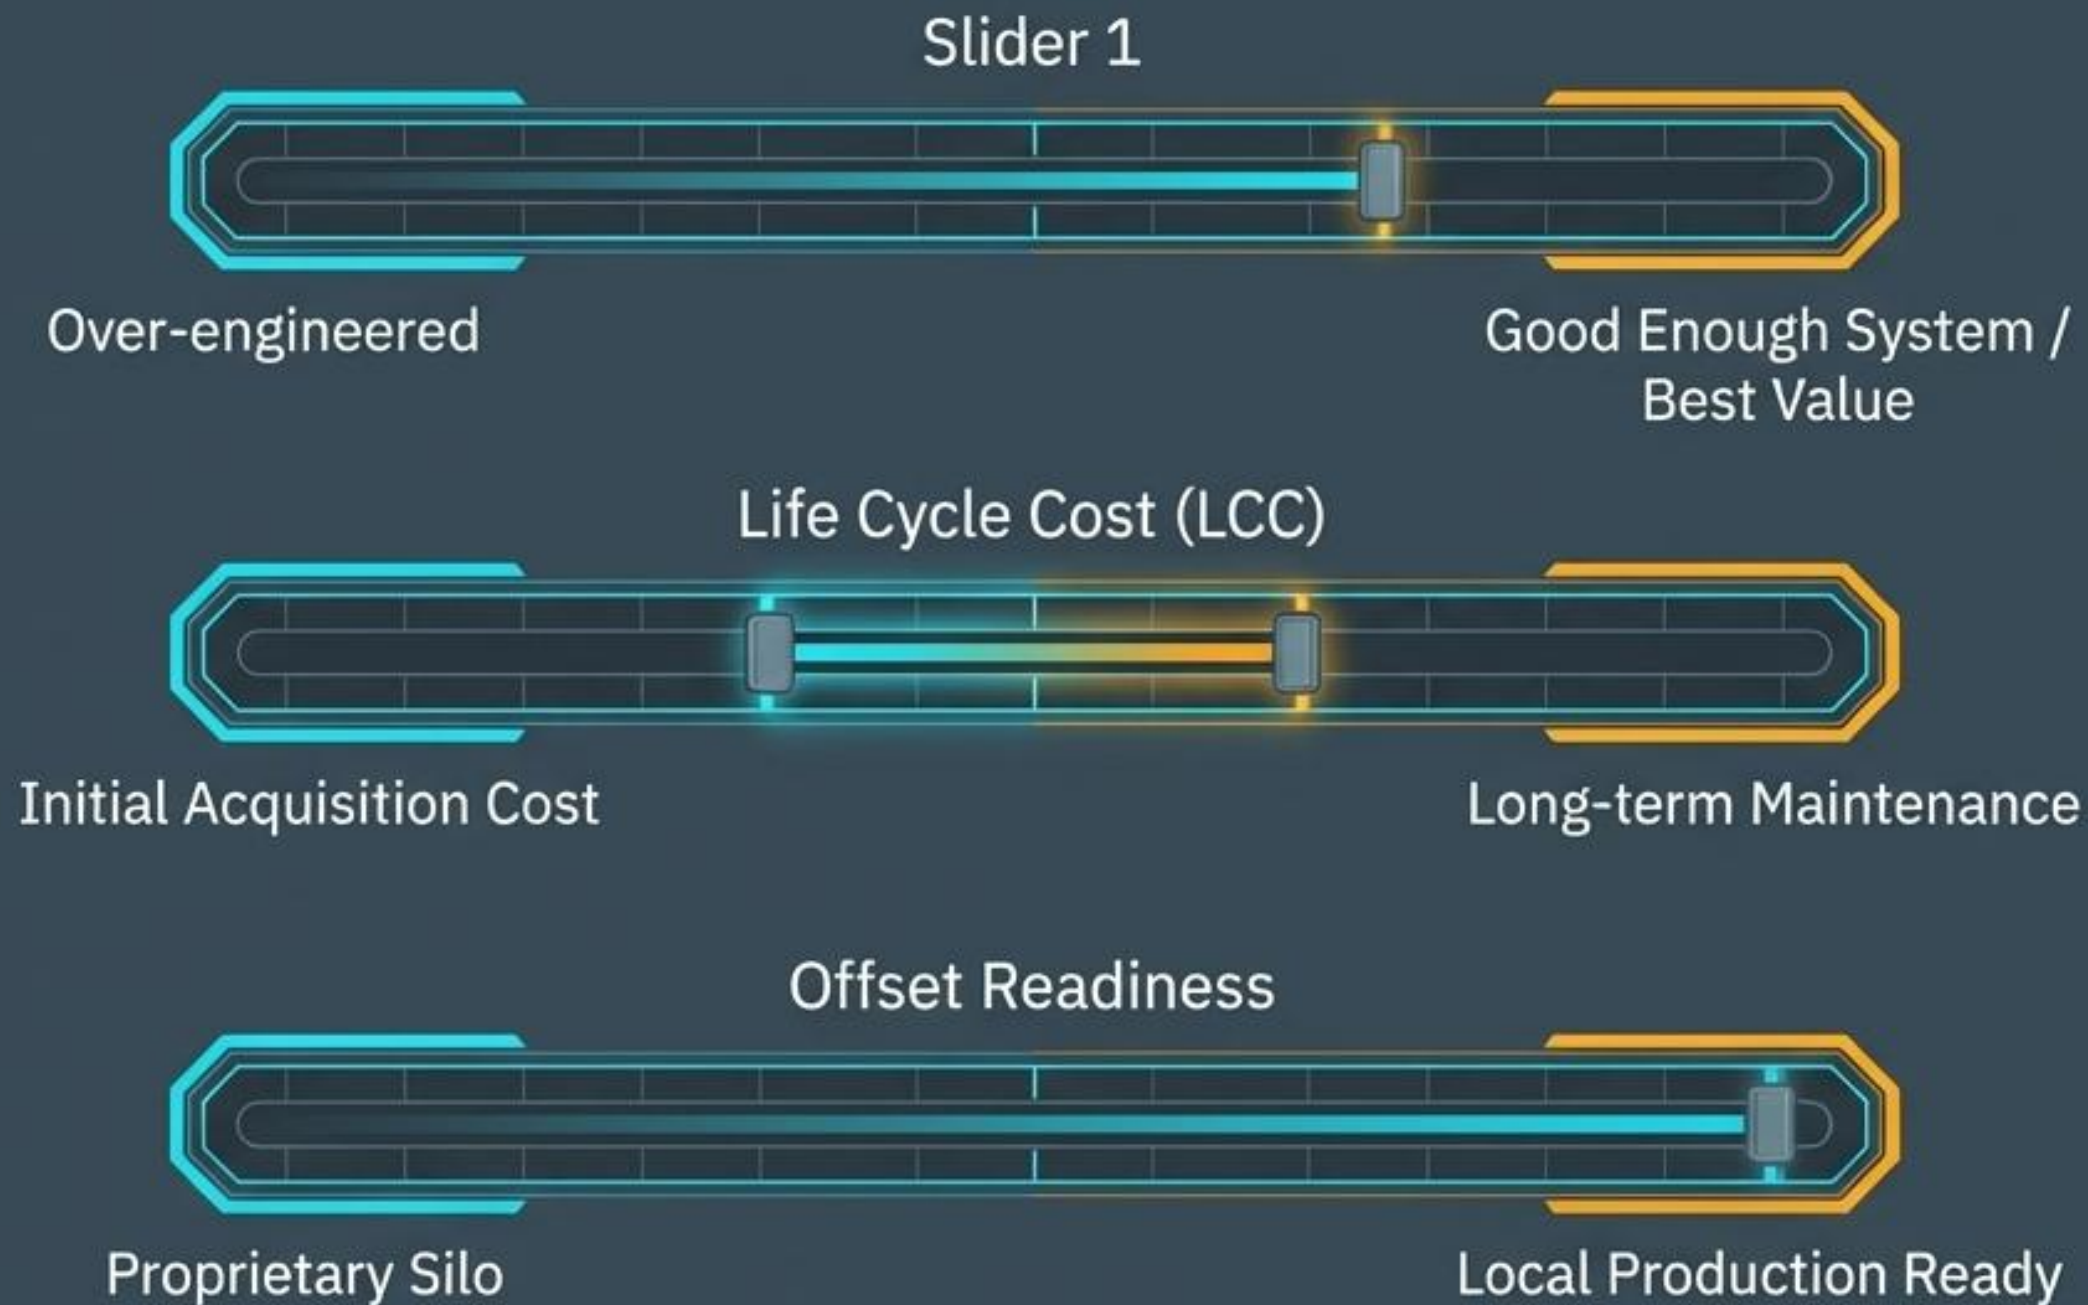 Slider 1
Over-engineered
Good Enough System /
Best Value
Life Cycle Cost (LCC)
Initial Acquisition Cost
Long-term Maintenance
Offset Readiness
Proprietary Silo
Local Production Ready